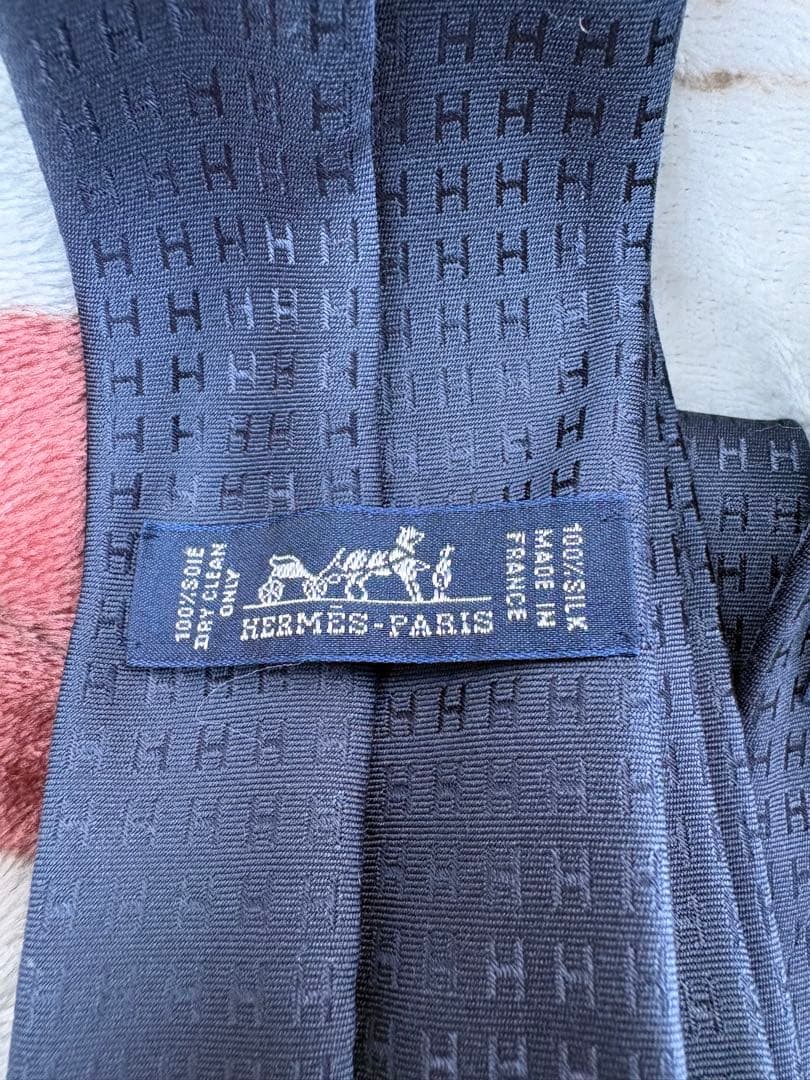 100% SOIE
DRY CLEAN
ONLY
HERMÈS-PARIS
100% SILK
MADE IN
FRANCE